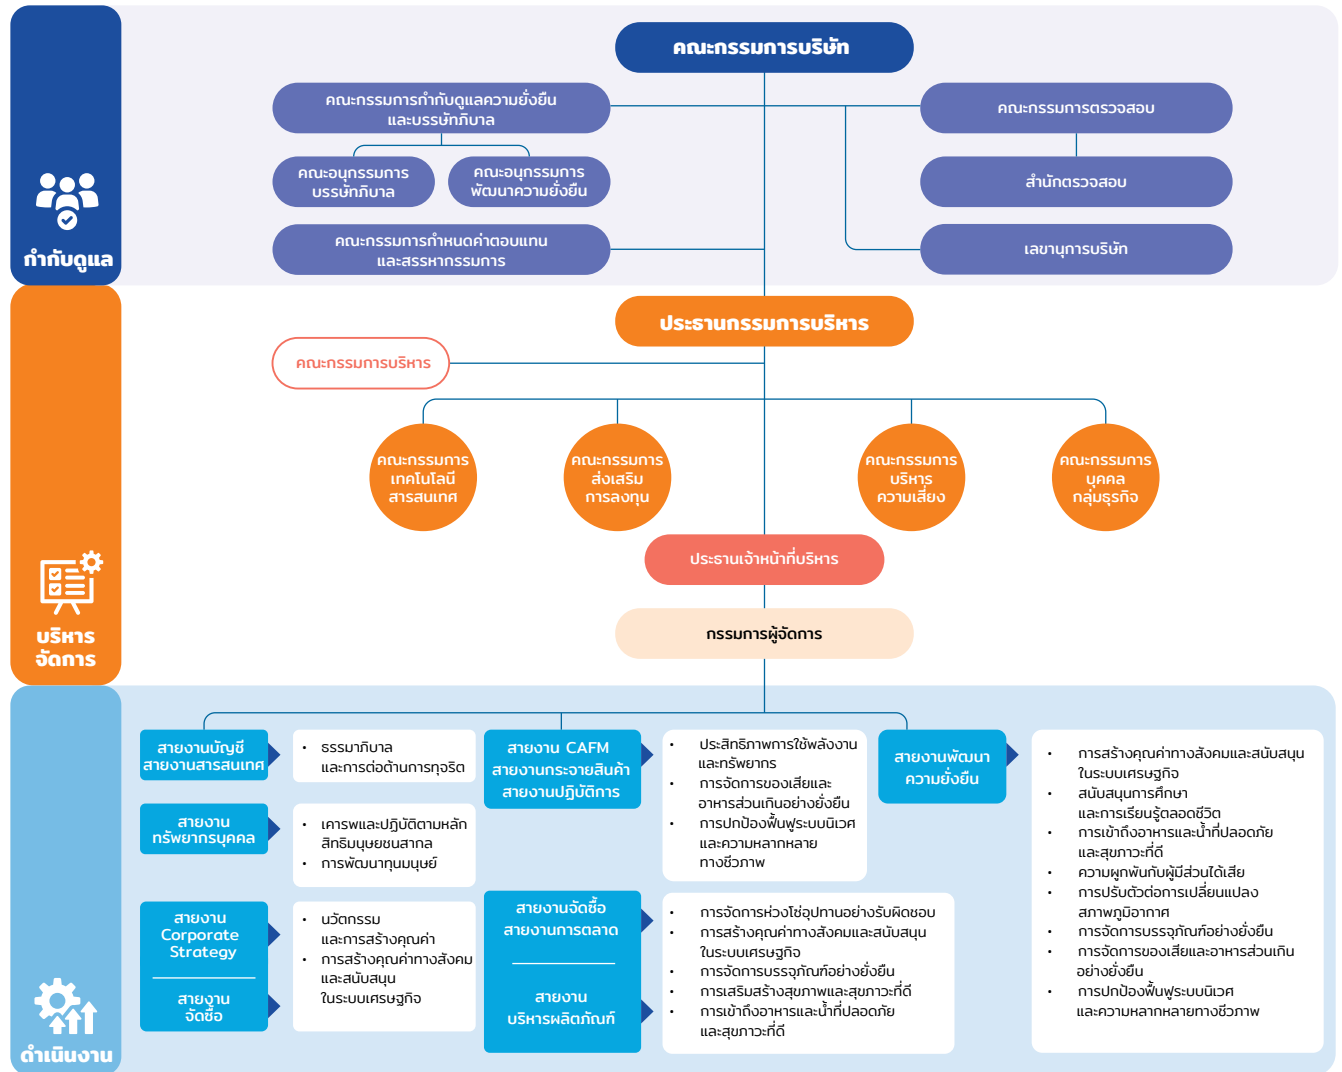 คณะกรรมการบริษัท
คณะกรรมการกำกับดูแลความยั่งยืน
และบรรษัทภิบาล
คณะกรรมการตรวจสอบ
คณะอนุกรรมการ
บรรษัทภิบาล
คณะอนุกรรมการ
พัฒนาความยั่งยืน
สำนักตรวจสอบ
คณะกรรมการกำหนดค่าตอบแทน
และสรรหากรรมการ
เลขานุการบริษัท
กำกับดูแล
ประธานกรรมการบริหาร
คณะกรรมการบริหาร
คณะกรรมการ
เทคโนโลนี
สารสนเทศ
คณะกรรมการ
ส่งเสริม
การลงทุน
คณะกรรมการ
บริหาร
ความเสี่ยง
คณะกรรมการ
บุคคล
กลุ่มธุรกิจ
ประธานเจ้าหน้าที่บริหาร
กรรมการผู้จัดการ
บริหาร
จัดการ
สายงานบัญชี
สายงานสารสนเทศ
• ธรรมาภิบาล
และการต่อต้านการทุจริต
สายงาน
ทรัพยากรบุคคล
• เคารพและปฏิบัติตามหลัก
สิทธิมนุษยชนสากล
• การพัฒนาทุนมนุษย์
สายงาน
Corporate
Strategy
สายงาน
จัดซื้อ
• นวัตกรรม
และการสร้างคุณค่า
• การสร้างคุณค่าทางสังคม
และสนับสนุน
ในระบบเศรษฐกิจ
สายงาน CAFM
สายงานกระจายสินค้า
สายงานปฏิบัติการ
• ประสิทธิภาพการใช้พลังงาน
และทรัพยากร
• การจัดการของเสียและ
อาหารส่วนเกินอย่างยั่งยืน
• การปกป้องฟื้นฟูระบบนิเวศ
และความหลากหลาย
ทางชีวภาพ
สายงานจัดซื้อ
สายงานการตลาด
สายงาน
บริหารผลิตภัณฑ์
• การจัดการห่วงโซ่อุปทานอย่างรับผิดชอบ
• การสร้างคุณค่าทางสังคมและสนับสนุน
ในระบบเศรษฐกิจ
• การจัดการบรรจุภัณฑ์อย่างยั่งยืน
• การเสริมสร้างสุขภาพและสุขภาวะที่ดี
• การเข้าถึงอาหารและน้ำที่ปลอดภัย
และสุขภาวะที่ดี
สายงานพัฒนา
ความยั่งยืน
• การสร้างคุณค่าทางสังคมและสนับสนุน
ในระบบเศรษฐกิจ
• สนับสนุนการศึกษา
และการเรียนรู้ตลอดชีวิต
• การเข้าถึงอาหารและน้ำที่ปลอดภัย
และสุขภาวะที่ดี
• ความผูกพันกับผู้มีส่วนได้เสีย
• การปรับตัวต่อการเปลี่ยนแปลง
สภาพภูมิอากาศ
• การจัดการบรรจุภัณฑ์อย่างยั่งยืน
• การจัดการของเสียและอาหารส่วนเกิน
อย่างยั่งยืน
• การปกป้องฟื้นฟูระบบนิเวศ
และความหลากหลายทางชีวภาพ
ดำเนินงาน